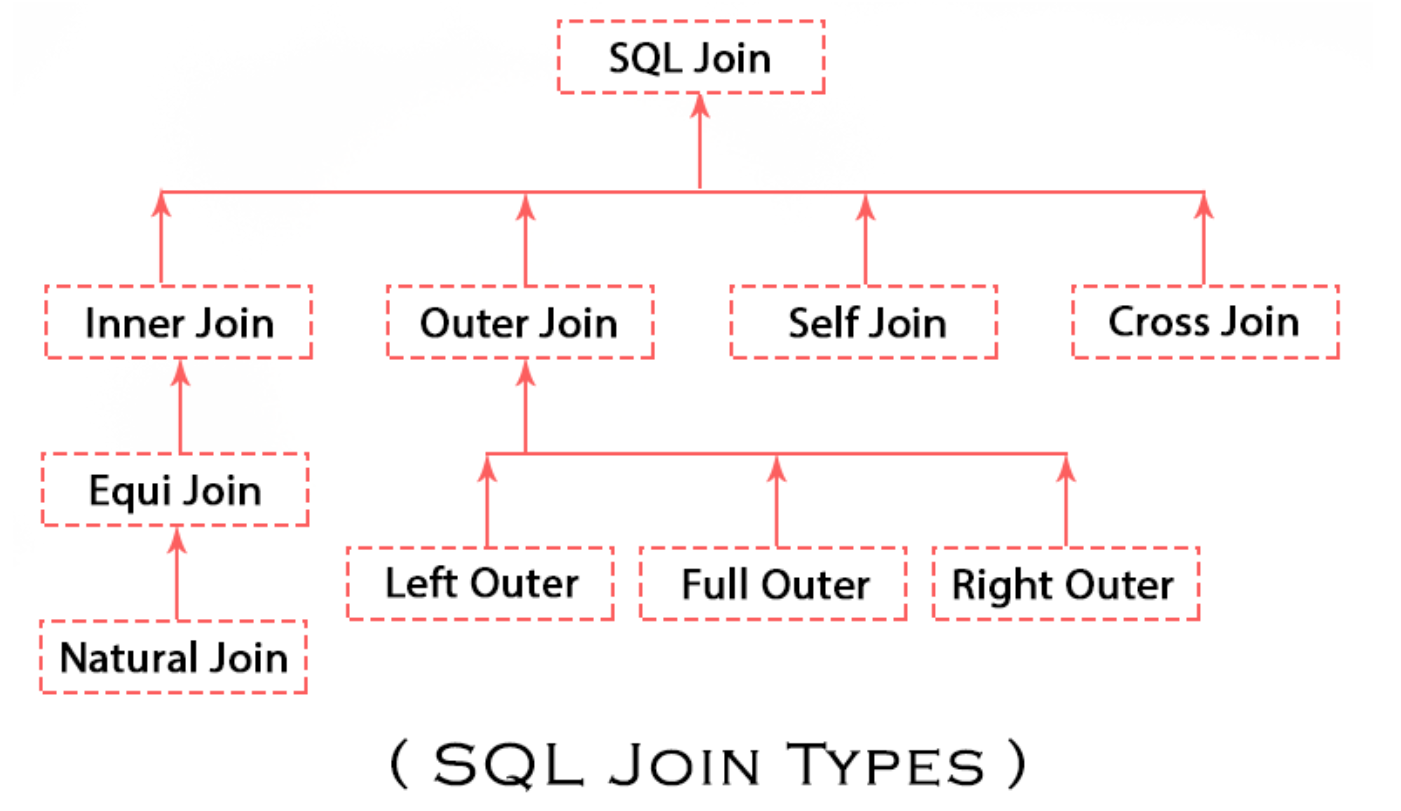 SQL Join
Inner Join
Outer Join
Self Join
Cross Join
Equi Join
Left Outer
Full Outer
Right Outer
Natural Join
( SQL JOIN TYPES )